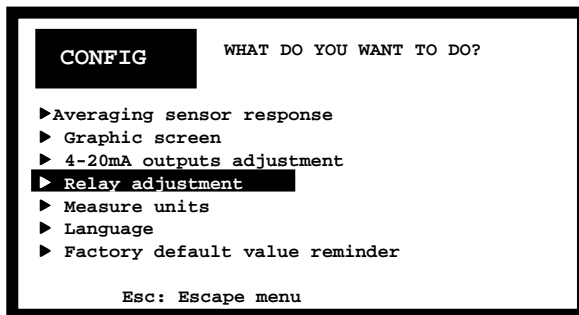 CONFIG WHAT DO YOU WANT TO DO?
Averaging sensor response
Graphic screen
4-20mA outputs adjustment
Relay adjustment
Measure units
Language
Factory default value reminder
Esc: Escape menu